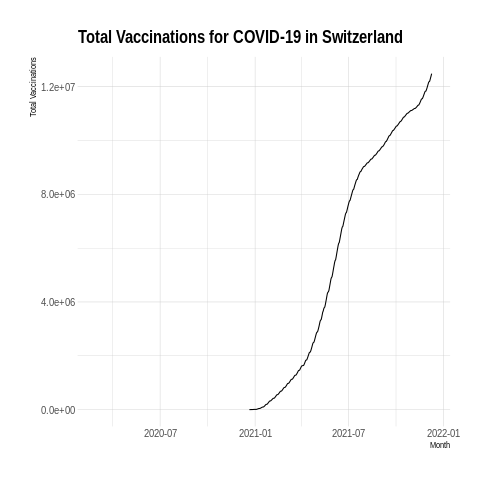 Total Vaccinations for COVID-19 in Switzerland
Total Vaccinations
1.2e+07
8.0e+06
4.0e+06
0.0e+00
2020-07 2021-01 2021-07 2022-01
Month